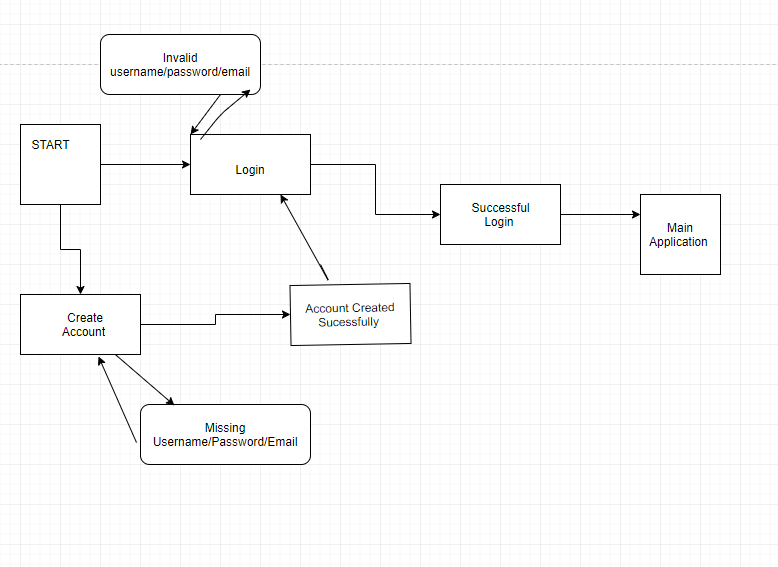 Invalid
username/password/email
START
Login
Successful
Login
Main
Application
Create
Account
Account Created
Sucessfully
Missing
Username/Password/Email